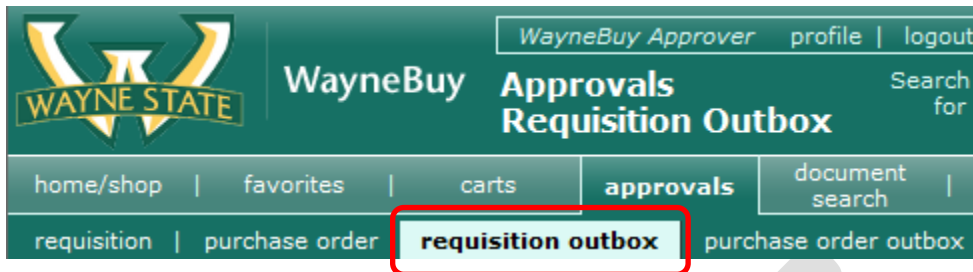 WayneBuy Approver profile | logout
WAYNE STATE
WayneBuy
Approvals
Requisition Outbox
Search
for
home/shop | favorites | carts approvals document search |
requisition | purchase order requisition outbox purchase order outbox